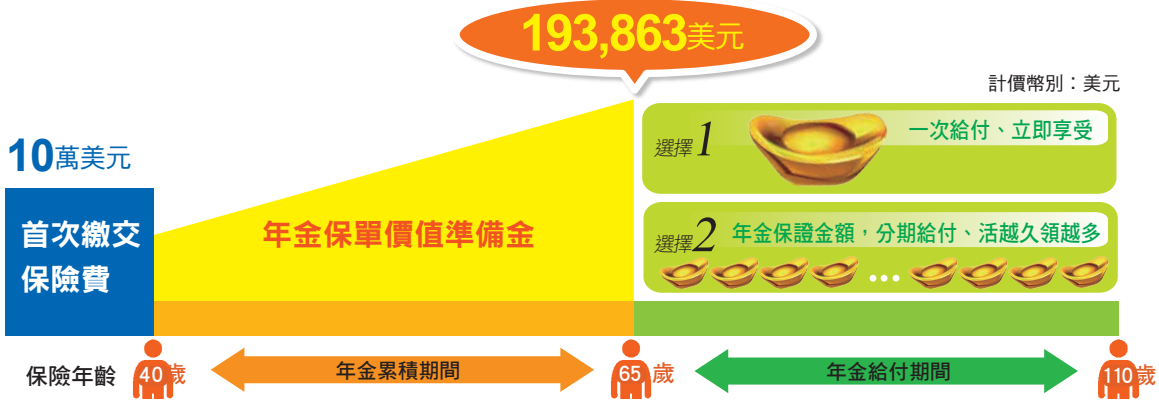 193,863美元
計價幣別：美元
10萬美元
首次繳交
保險費
年金保單價值準備金
選擇1
一次給付、立即享受
選擇2
年金保證金額，分期給付、活越久領越多
...
保險年齡
40歲
年金累積期間
65歲
年金給付期間
110歲